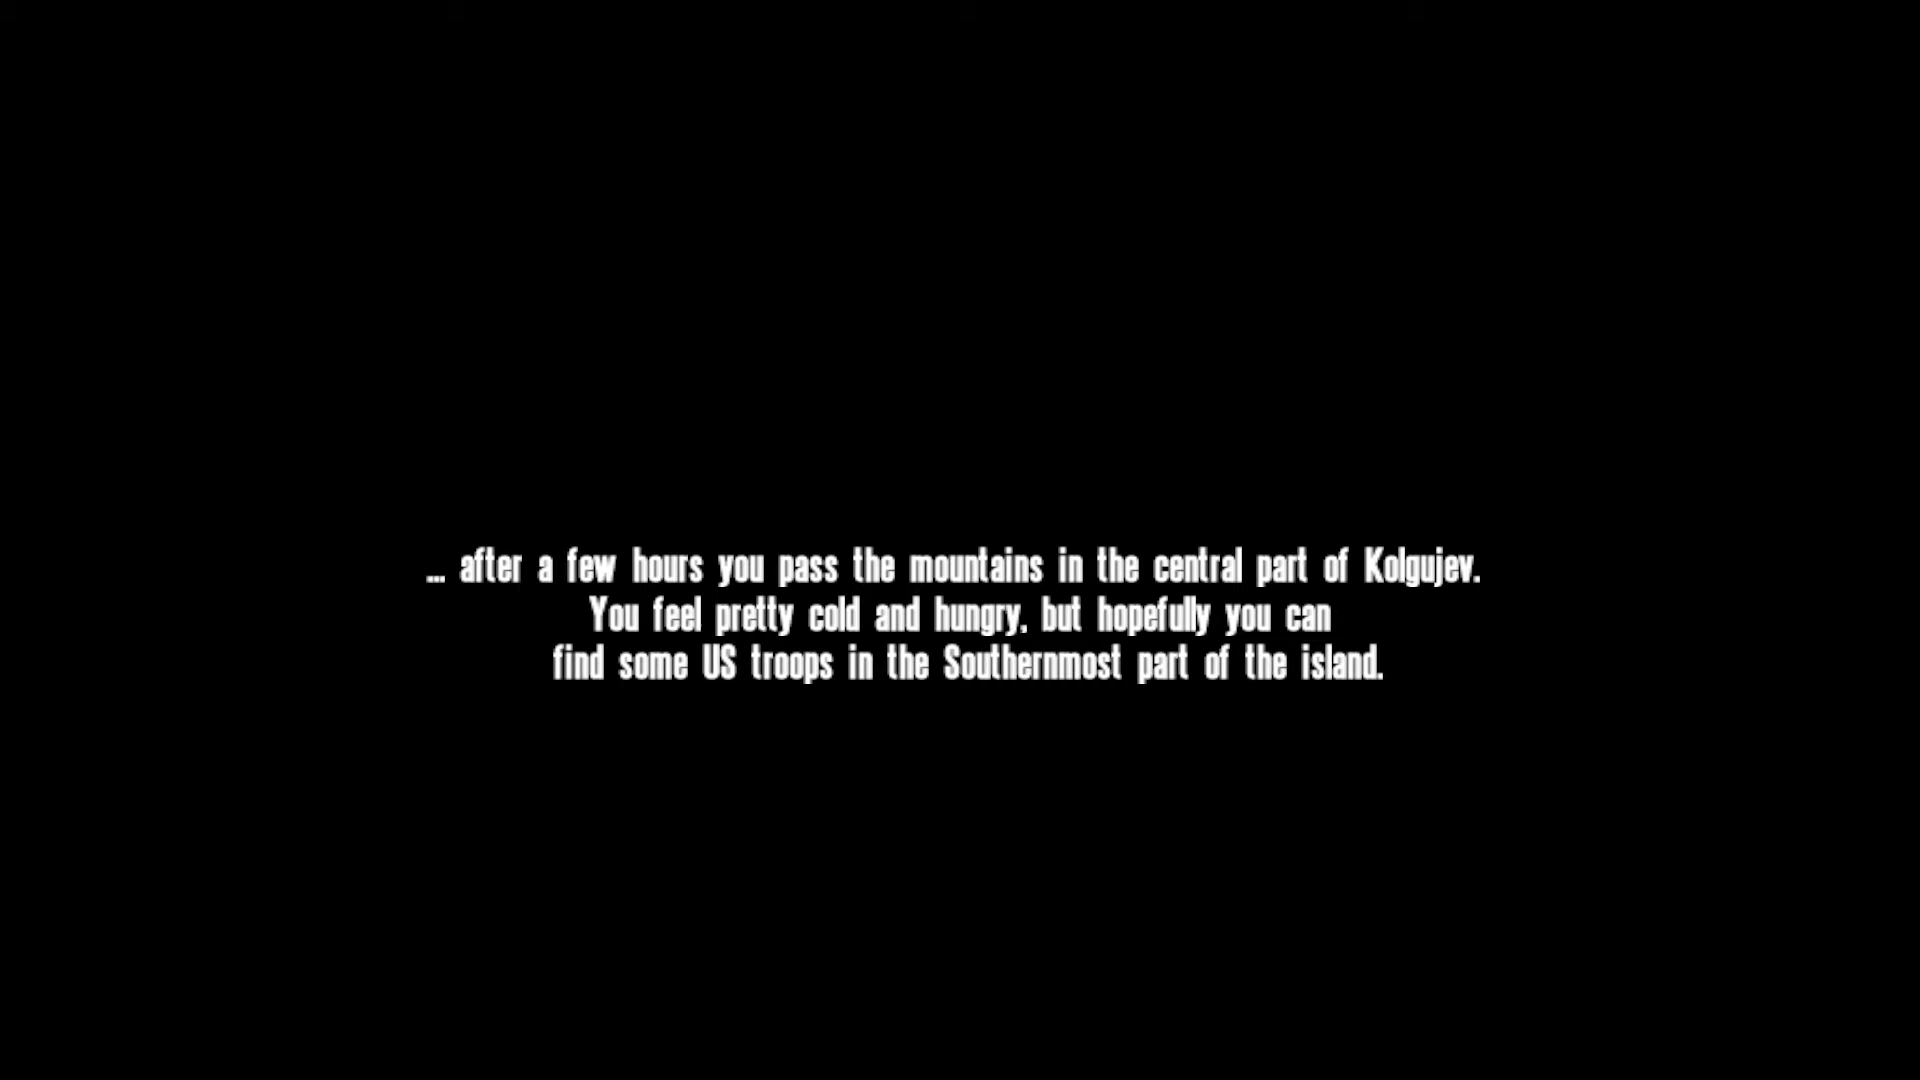 ... after a few hours you pass the mountains in the central part of Kolgujev.
You feel pretty cold and hungry, but hopefully you can
find some US troops in the Southernmost part of the island.